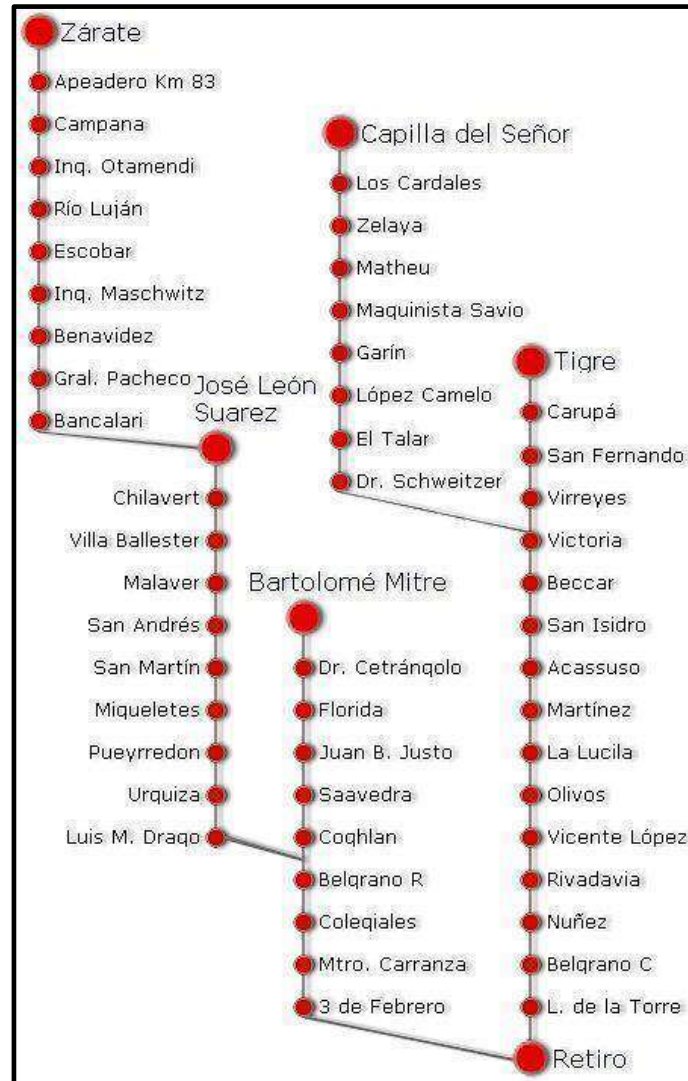 Zárate
Apeadero Km 83
Campana
Ing. Otamendi
Río Luján
Escobar
Ing. Maschwitz
Benavidez
Gral. Pacheco
Bancalari
José León
Suarez
Chilavert
Villa Ballester
Malaver
San Andrés
San Martín
Migueletes
Pueyrredon
Urquiza
Luis M. Drago
Bartolomé Mitre
Dr. Cetrángolo
Florida
Juan B. Justo
Saavedra
Coghlan
Belgrano R
Colegiales
Mtro. Carranza
3 de Febrero
Capilla del Señor
Los Cardales
Zelaya
Matheu
Maquinista Savio
Garín
López Camelo
El Talar
Dr. Schweitzer
Tigre
Carupá
San Fernando
Virreyes
Victoria
Beccar
San Isidro
Acassuso
Martínez
La Lucila
Olivos
Vicente López
Rivadavia
Nuñez
Belgrano C
L. de la Torre
Retiro